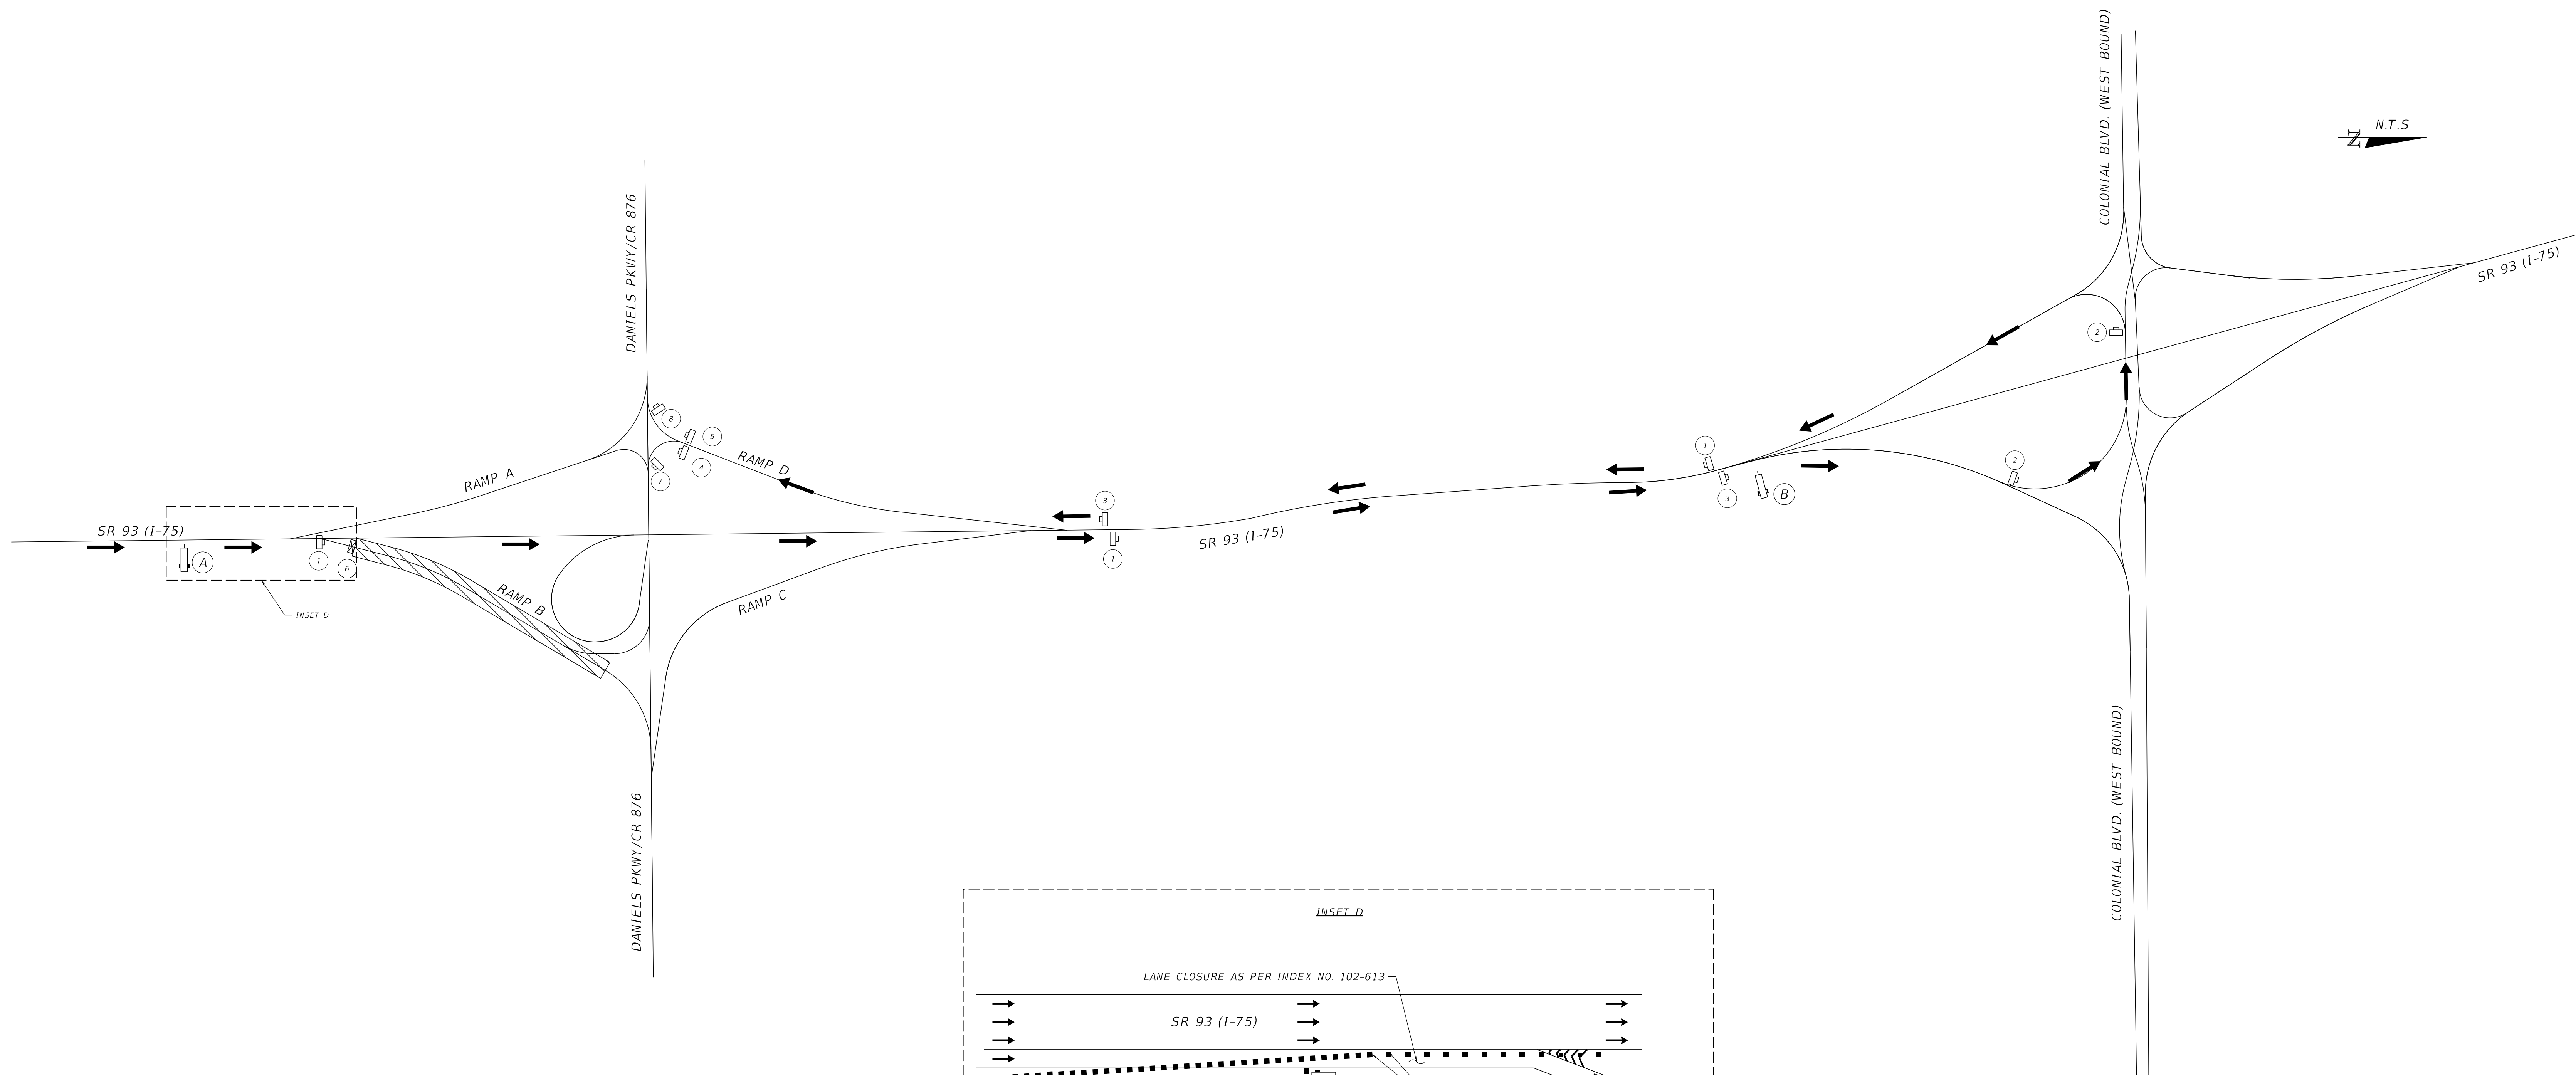 COLONIAL BLVD. (WEST BOUND)
N.T.S
N
DANIELS PKWY/CR 876
SR 93 (I-75)
2
8
5
4
7
RAMP D
RAMP A
1
3
B
2
3
SR 93 (I-75)
A
1
6
3
1
SR 93 (I-75)
INSET D
RAMP B
RAMP C
COLONIAL BLVD. (WEST BOUND)
DANIELS PKWY/CR 876
INSET D
LANE CLOSURE AS PER INDEX NO. 102-613
SR 93 (I-75)